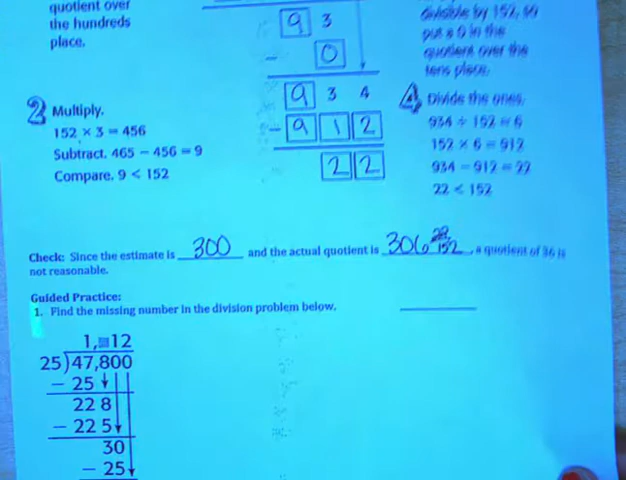 quotient over
the hundreds
place.
9 3
- 0
9 3 4
- 9 1 2
2 2
divisible by 152, so
put a 0 in the
quotient over the
tens place.
2 Multiply.
152 × 3 = 456
Subtract. 465 − 456 = 9
Compare. 9 < 152
4 Divide the ones.
934 ÷ 152 ≈ 6
152 × 6 = 912
934 − 912 = 22
22 < 152
Check: Since the estimate is 300 and the actual quotient is 306 22/152, a quotient of 36 is
not reasonable.
Guided Practice:
1. Find the missing number in the division problem below.
1,■12
25)47,800
− 25
22 8
− 22 5
30
− 25